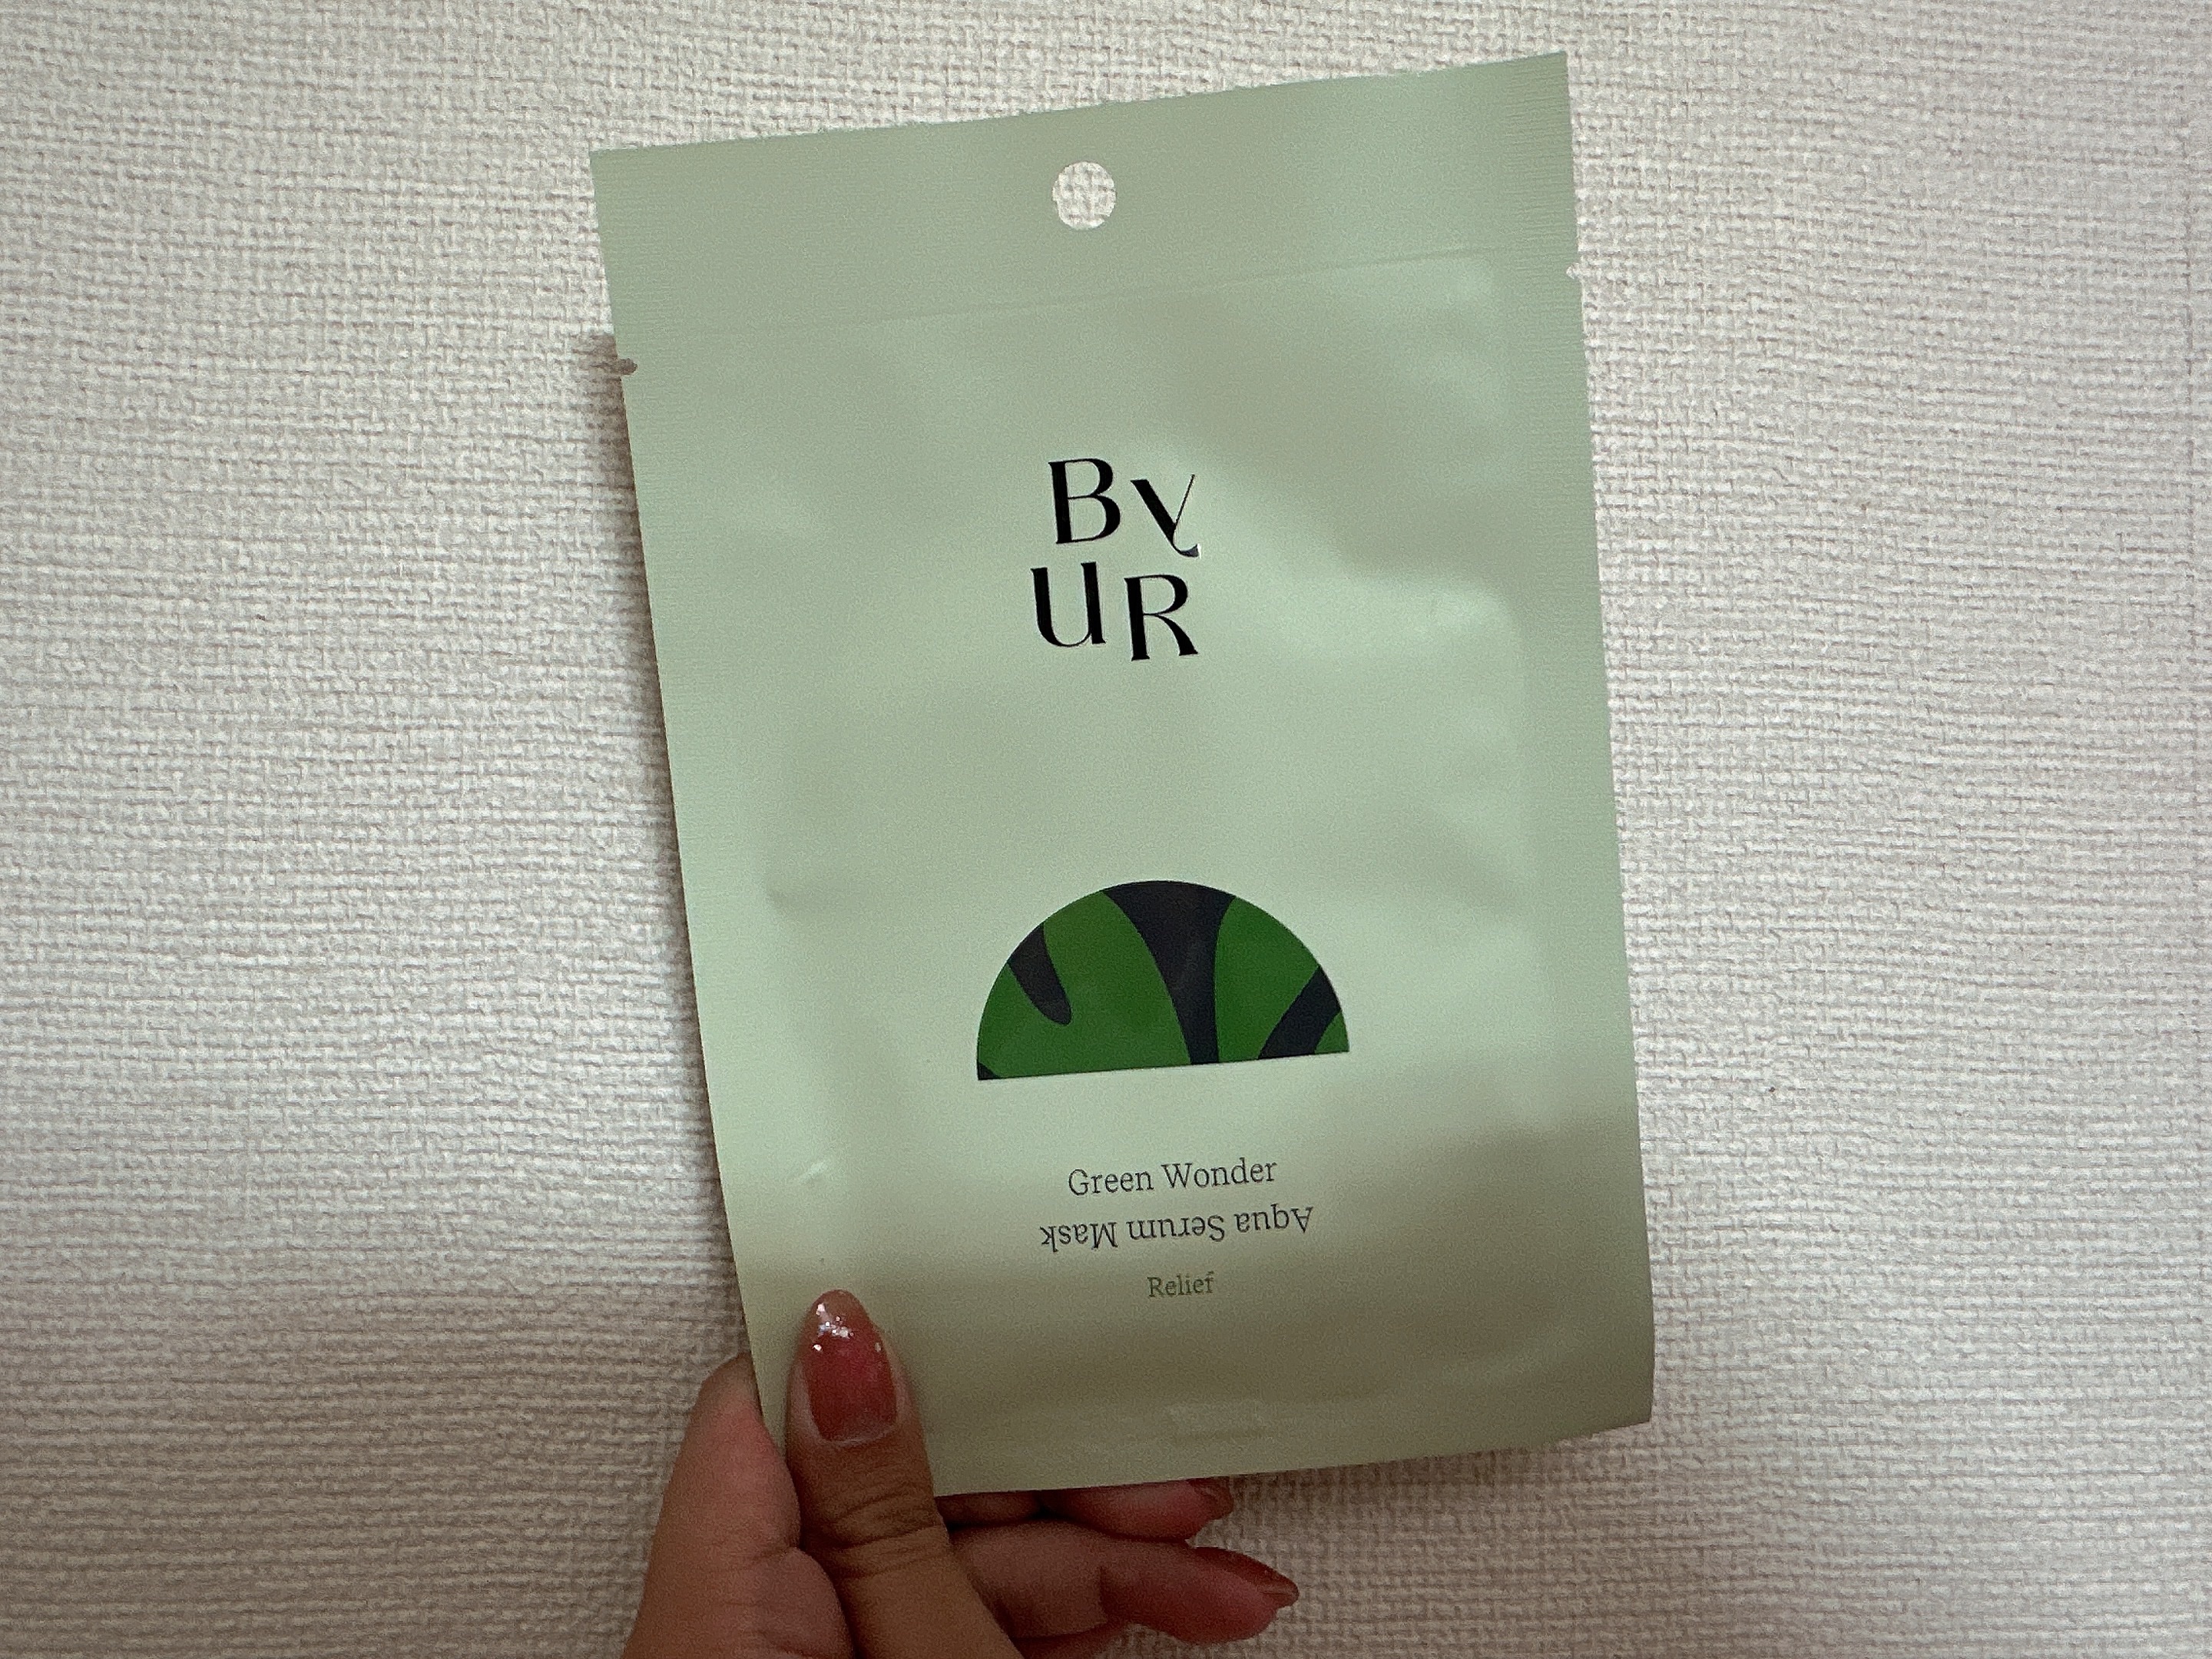 By
UR
Green Wonder
Aqua Serum Mask
Relief